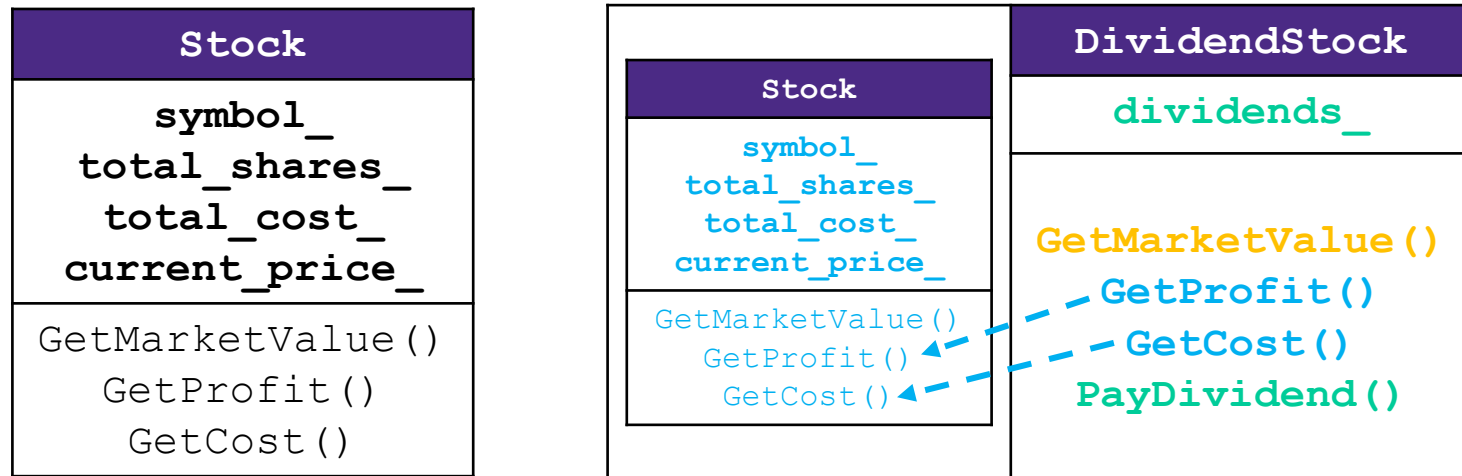 Stock
symbol_
total_shares_
total_cost_
current_price_
GetMarketValue()
GetProfit()
GetCost()
Stock
symbol_
total_shares_
total_cost_
current_price_
GetMarketValue()
GetProfit()
GetCost()
DividendStock
dividends_
GetMarketValue()
GetProfit()
GetCost()
PayDividend()